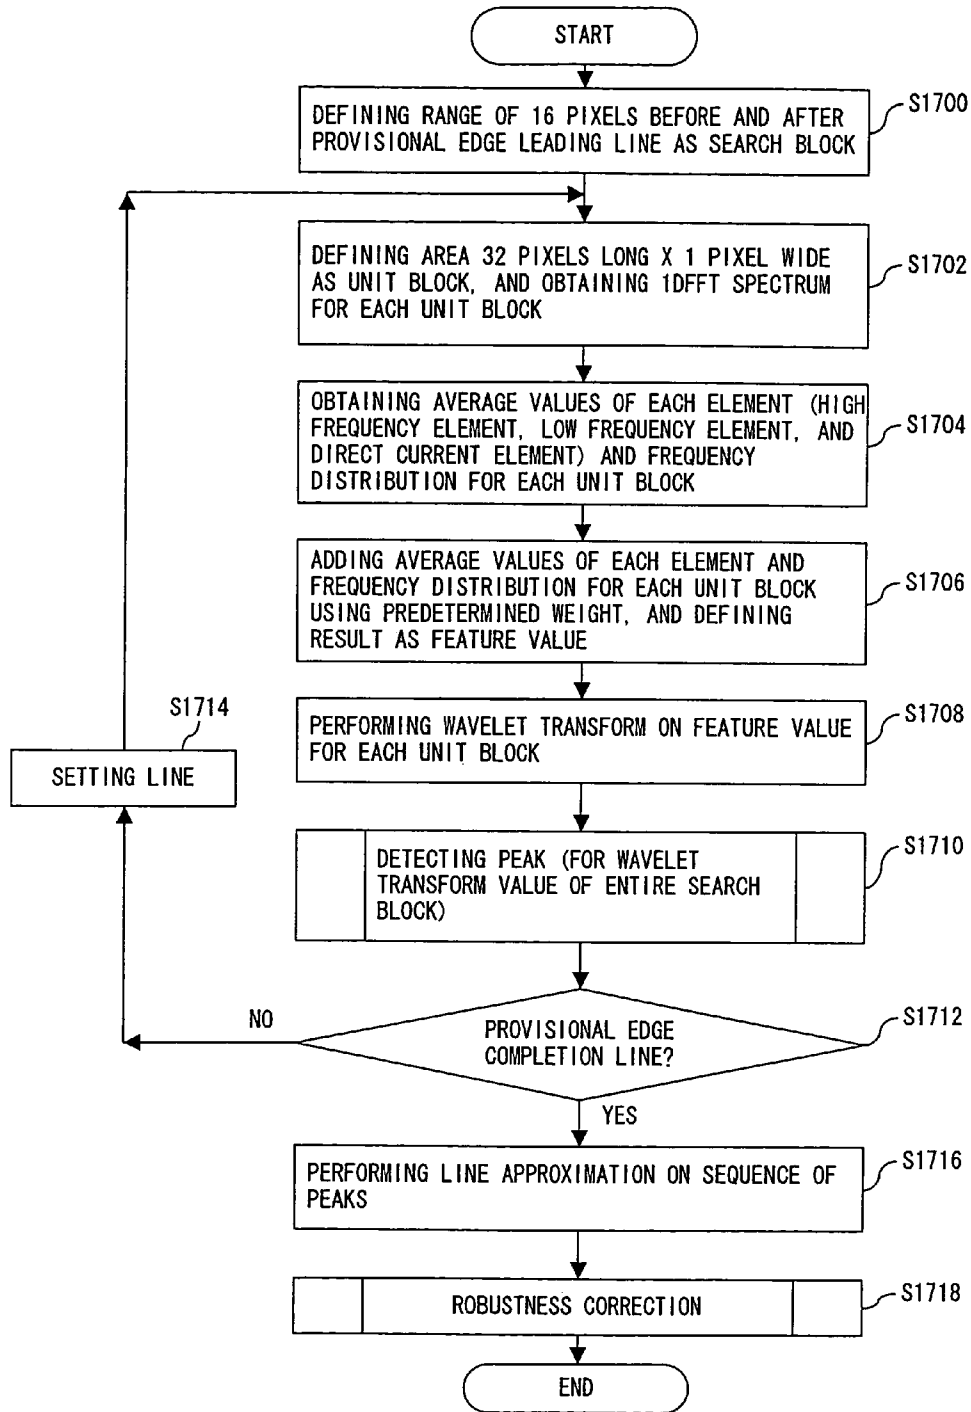 START
DEFINING RANGE OF 16 PIXELS BEFORE AND AFTER
PROVISIONAL EDGE LEADING LINE AS SEARCH BLOCK
S1700
DEFINING AREA 32 PIXELS LONG X 1 PIXEL WIDE
AS UNIT BLOCK, AND OBTAINING 1DFFT SPECTRUM
FOR EACH UNIT BLOCK
S1702
OBTAINING AVERAGE VALUES OF EACH ELEMENT (HIGH
FREQUENCY ELEMENT, LOW FREQUENCY ELEMENT, AND
DIRECT CURRENT ELEMENT) AND FREQUENCY
DISTRIBUTION FOR EACH UNIT BLOCK
S1704
ADDING AVERAGE VALUES OF EACH ELEMENT AND
FREQUENCY DISTRIBUTION FOR EACH UNIT BLOCK
USING PREDETERMINED WEIGHT, AND DEFINING
RESULT AS FEATURE VALUE
S1706
PERFORMING WAVELET TRANSFORM ON FEATURE VALUE
FOR EACH UNIT BLOCK
S1708
S1714
SETTING LINE
DETECTING PEAK (FOR WAVELET
TRANSFORM VALUE OF ENTIRE SEARCH
BLOCK)
S1710
NO
PROVISIONAL EDGE
COMPLETION LINE?
S1712
YES
PERFORMING LINE APPROXIMATION ON SEQUENCE OF
PEAKS
S1716
ROBUSTNESS CORRECTION
S1718
END